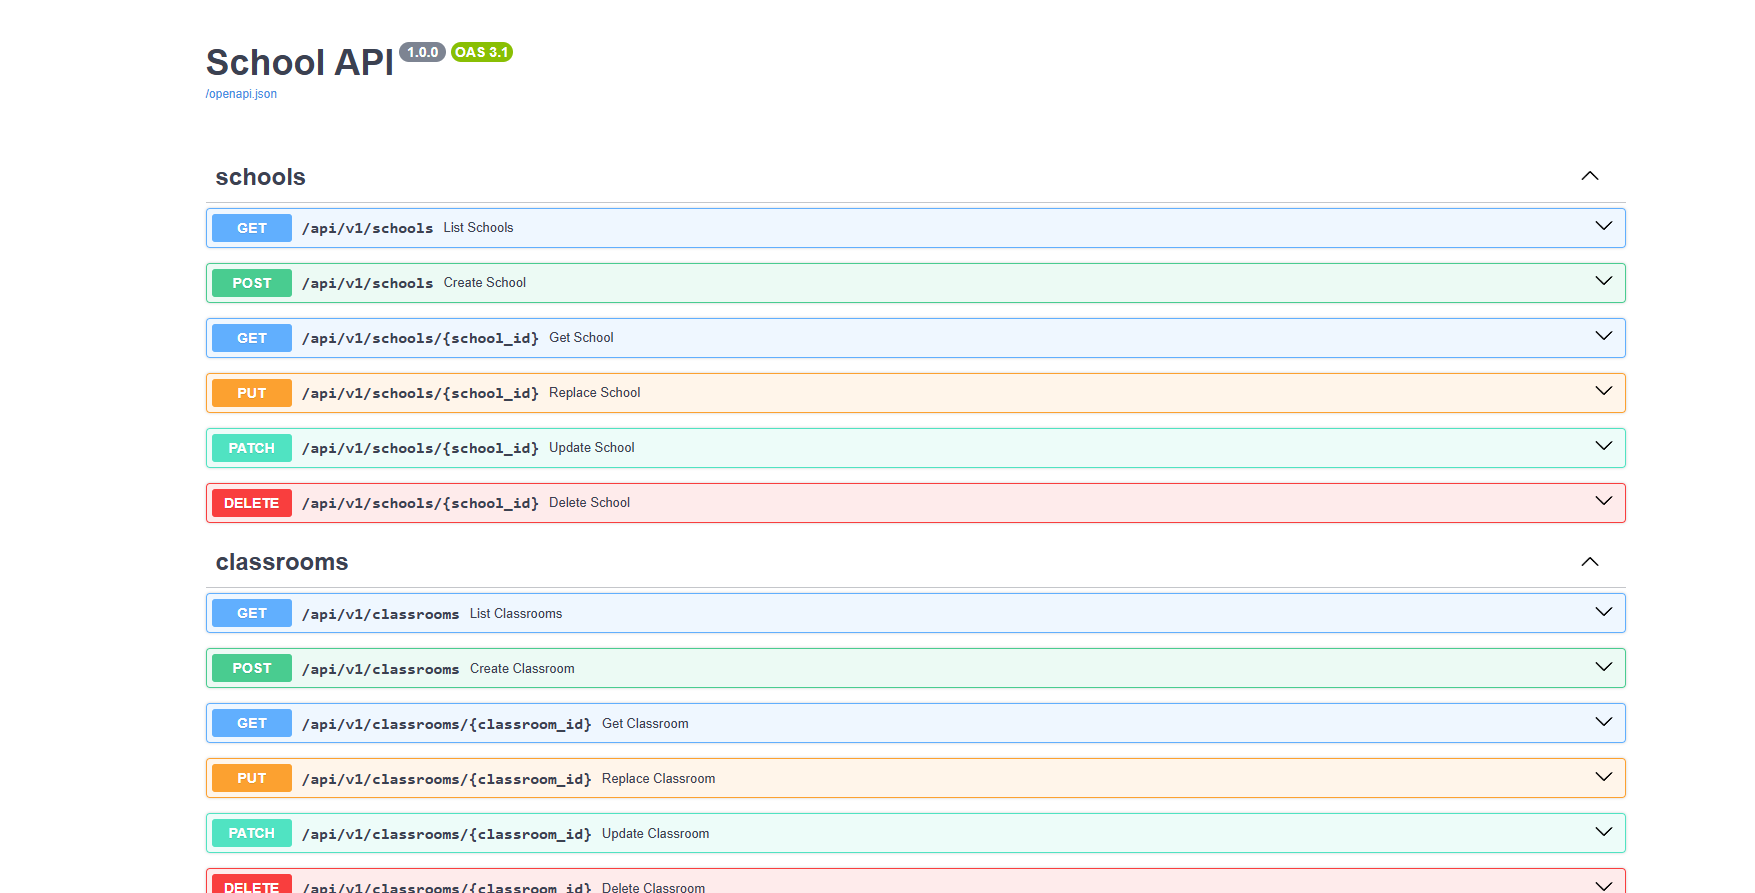 School API 1.0.0 OAS 3.1
/openapi.json
schools
GET /api/v1/schools List Schools
POST /api/v1/schools Create School
GET /api/v1/schools/{school_id} Get School
PUT /api/v1/schools/{school_id} Replace School
PATCH /api/v1/schools/{school_id} Update School
DELETE /api/v1/schools/{school_id} Delete School
classrooms
GET /api/v1/classrooms List Classrooms
POST /api/v1/classrooms Create Classroom
GET /api/v1/classrooms/{classroom_id} Get Classroom
PUT /api/v1/classrooms/{classroom_id} Replace Classroom
PATCH /api/v1/classrooms/{classroom_id} Update Classroom
DELETE /api/v1/classrooms/{classroom_id} Delete Classroom